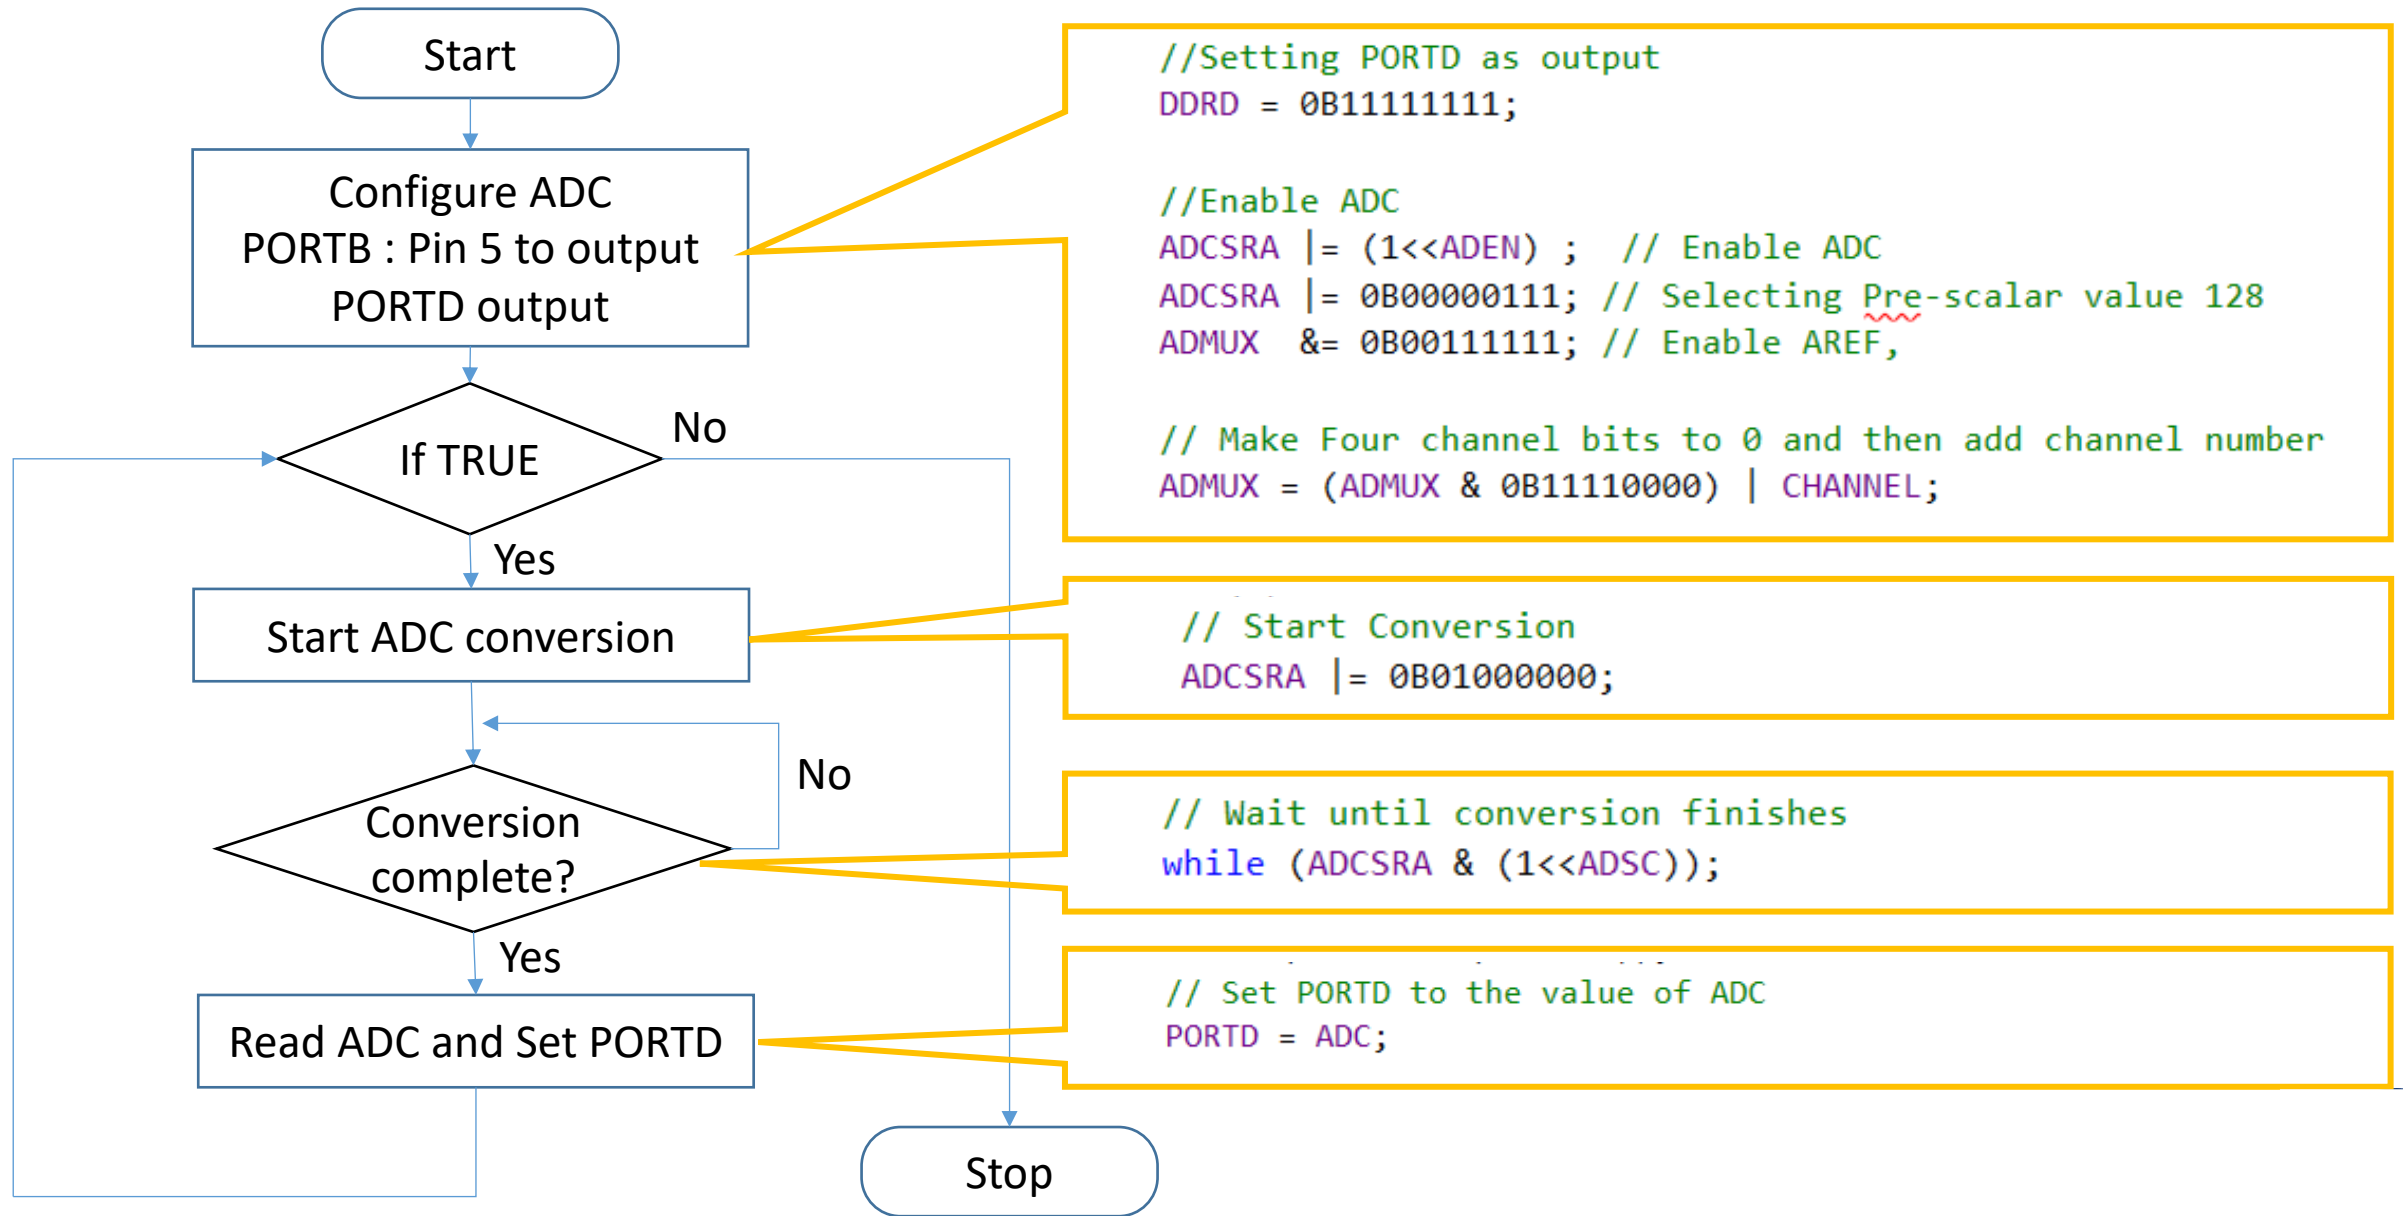 Start
Configure ADC
PORTB : Pin 5 to output
PORTD output
If TRUE
No
Yes
Start ADC conversion
No
Conversion
complete?
Yes
Read ADC and Set PORTD
Stop
//Setting PORTD as output
DDRD = 0B11111111;
//Enable ADC
ADCSRA |= (1<<ADEN) ;  // Enable ADC
ADCSRA |= 0B00000111; // Selecting Pre-scalar value 128
ADMUX  &= 0B00111111; // Enable AREF,
// Make Four channel bits to 0 and then add channel number
ADMUX = (ADMUX & 0B11110000) | CHANNEL;
// Start Conversion
ADCSRA |= 0B01000000;
// Wait until conversion finishes
while (ADCSRA & (1<<ADSC));
// Set PORTD to the value of ADC
PORTD = ADC;